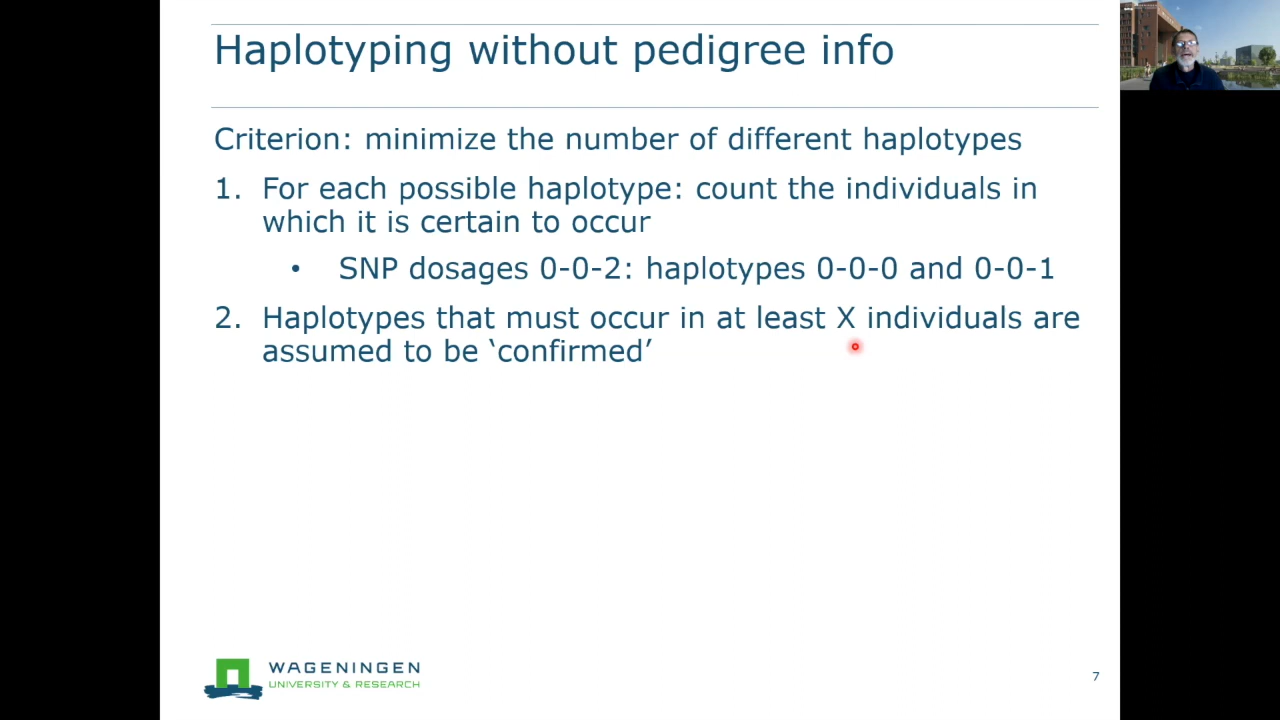 Haplotyping without pedigree info
Criterion: minimize the number of different haplotypes
1. For each possible haplotype: count the individuals in
which it is certain to occur
• SNP dosages 0-0-2: haplotypes 0-0-0 and 0-0-1
2. Haplotypes that must occur in at least X individuals are
assumed to be ‘confirmed’
WAGENINGEN
UNIVERSITY & RESEARCH
7